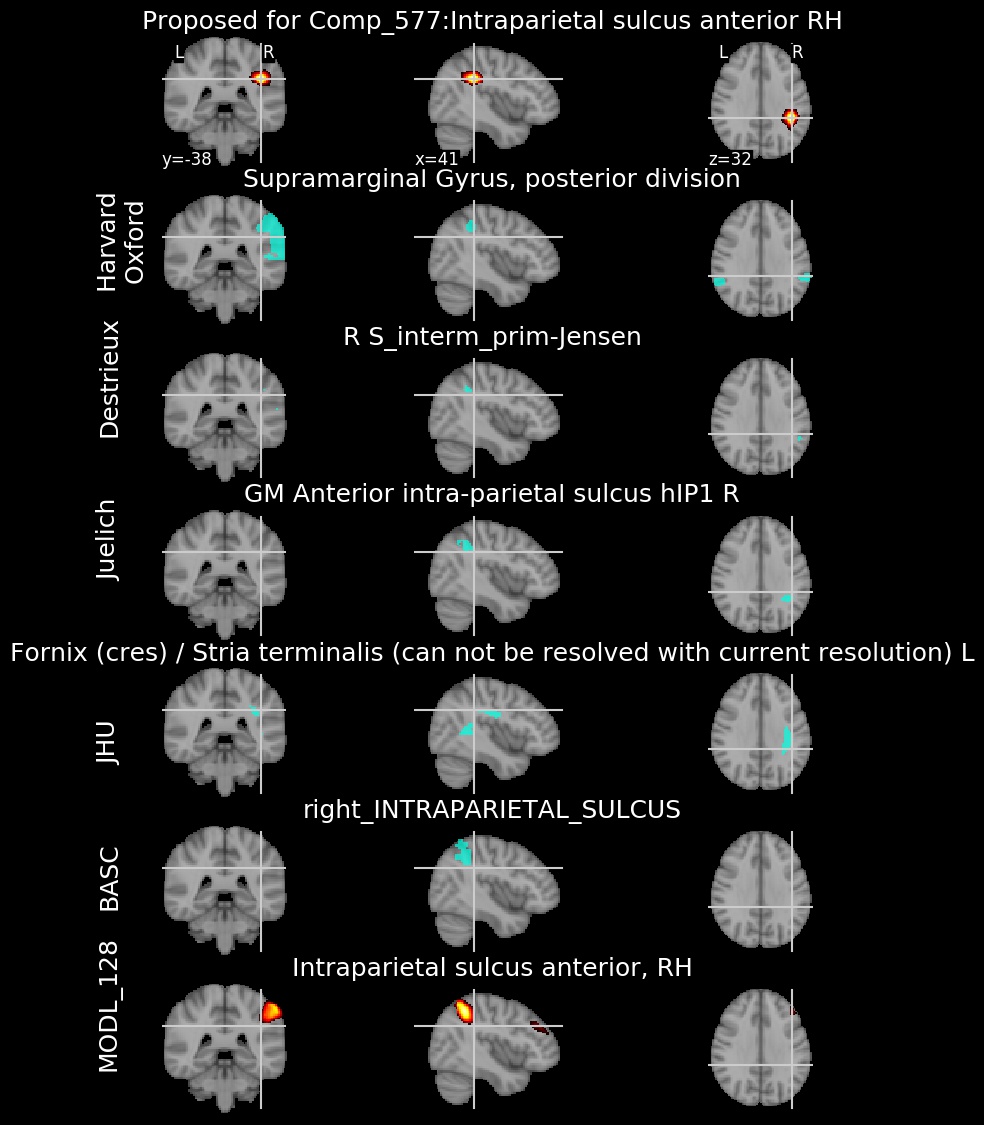 Proposed for Comp_577:Intraparietal sulcus anterior RH
L R L R
y=-38 x=41 z=32
Supramarginal Gyrus, posterior division
Harvard
Oxford
R S_interm_prim-Jensen
Destrieux
GM Anterior intra-parietal sulcus hIP1 R
Juelich
Fornix (cres) / Stria terminalis (can not be resolved with current resolution) L
JHU
right_INTRAPARIETAL_SULCUS
BASC
Intraparietal sulcus anterior, RH
MODL_128